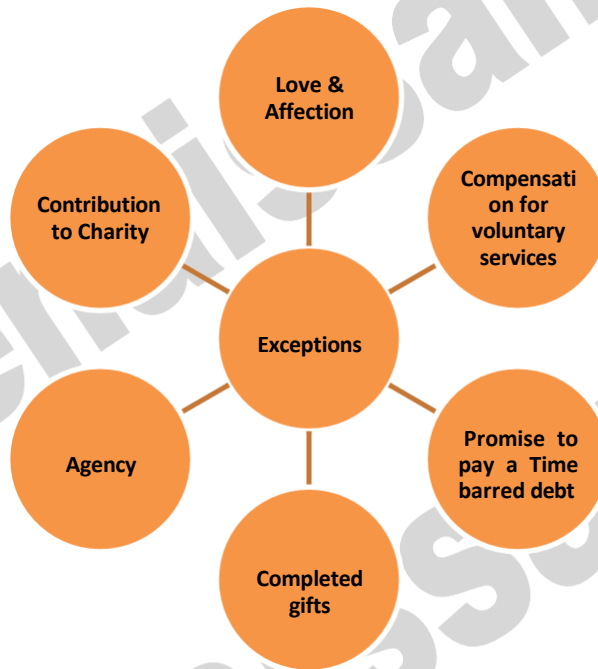 Love &
Affection
Compensati
on for
voluntary
services
Promise to
pay a Time
barred debt
Completed
gifts
Agency
Contribution
to Charity
Exceptions